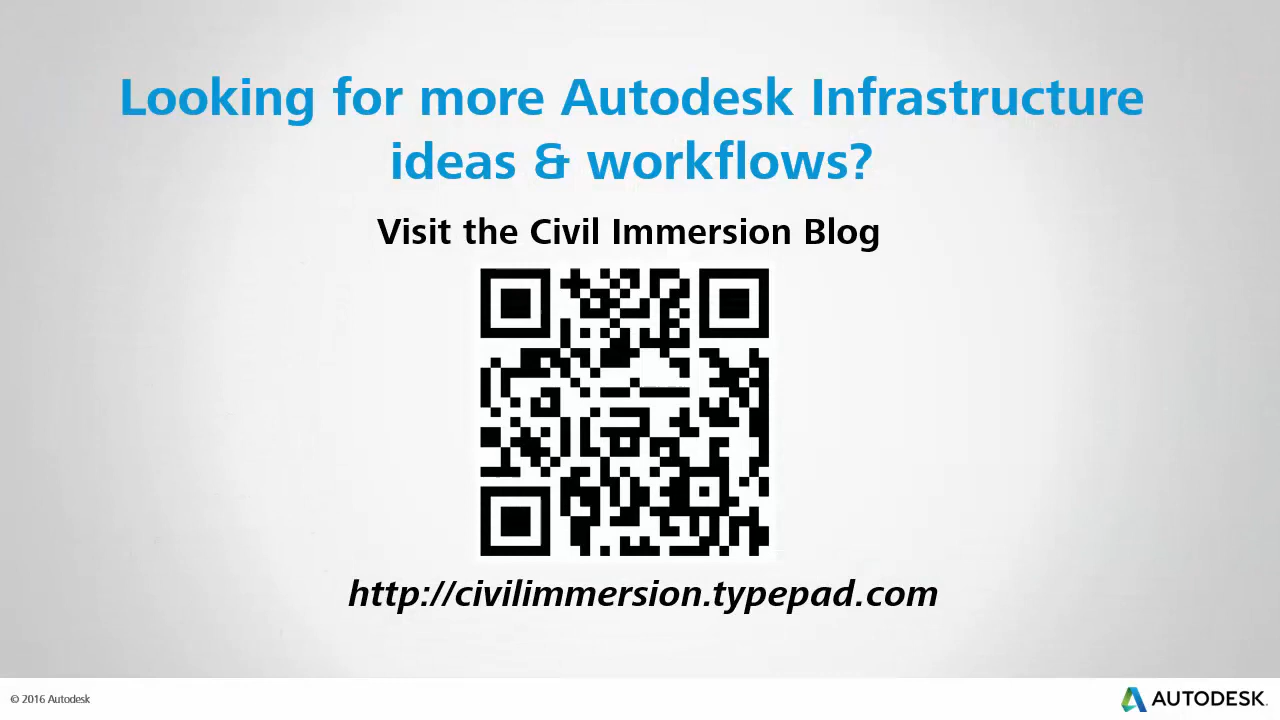 Looking for more Autodesk Infrastructure
ideas & workflows?
Visit the Civil Immersion Blog
http://civilimmersion.typepad.com
© 2016 Autodesk
AUTODESK.